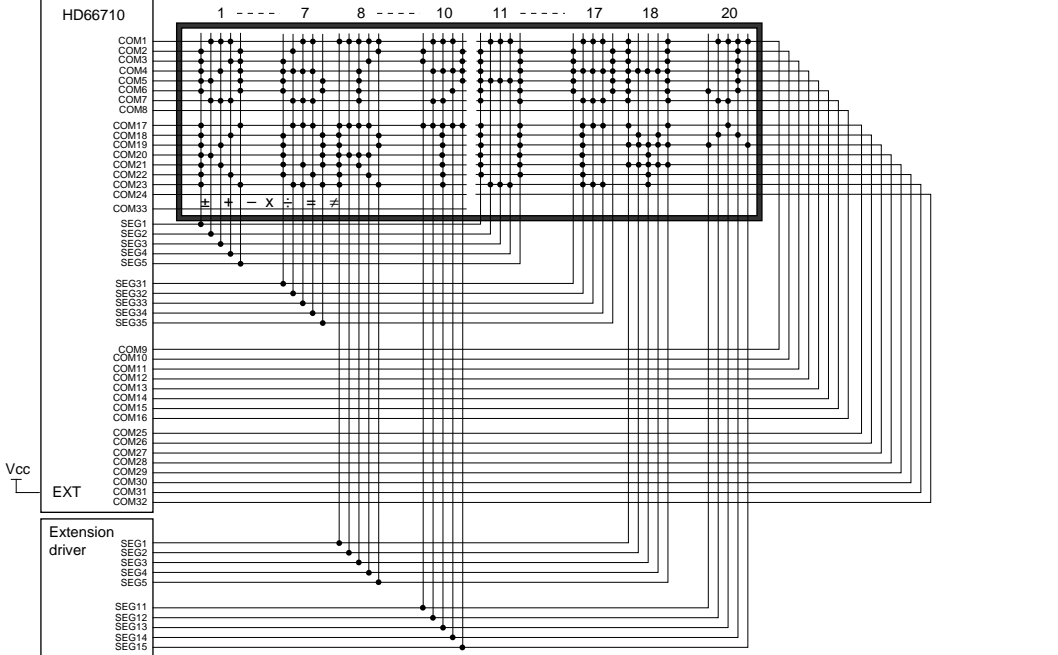 HD66710
1 - - - - - 7 8 - - - - - 10 11 - - - - - - 17 18 20
COM1
COM2
COM3
COM4
COM5
COM6
COM7
COM8
COM17
COM18
COM19
COM20
COM21
COM22
COM23
COM24
± + − x ÷ = ≠
COM33
SEG1
SEG2
SEG3
SEG4
SEG5
SEG31
SEG32
SEG33
SEG34
SEG35
COM9
COM10
COM11
COM12
COM13
COM14
COM15
COM16
COM25
COM26
COM27
COM28
COM29
COM30
COM31
COM32
Vcc
EXT
Extension
driver
SEG1
SEG2
SEG3
SEG4
SEG5
SEG11
SEG12
SEG13
SEG14
SEG15